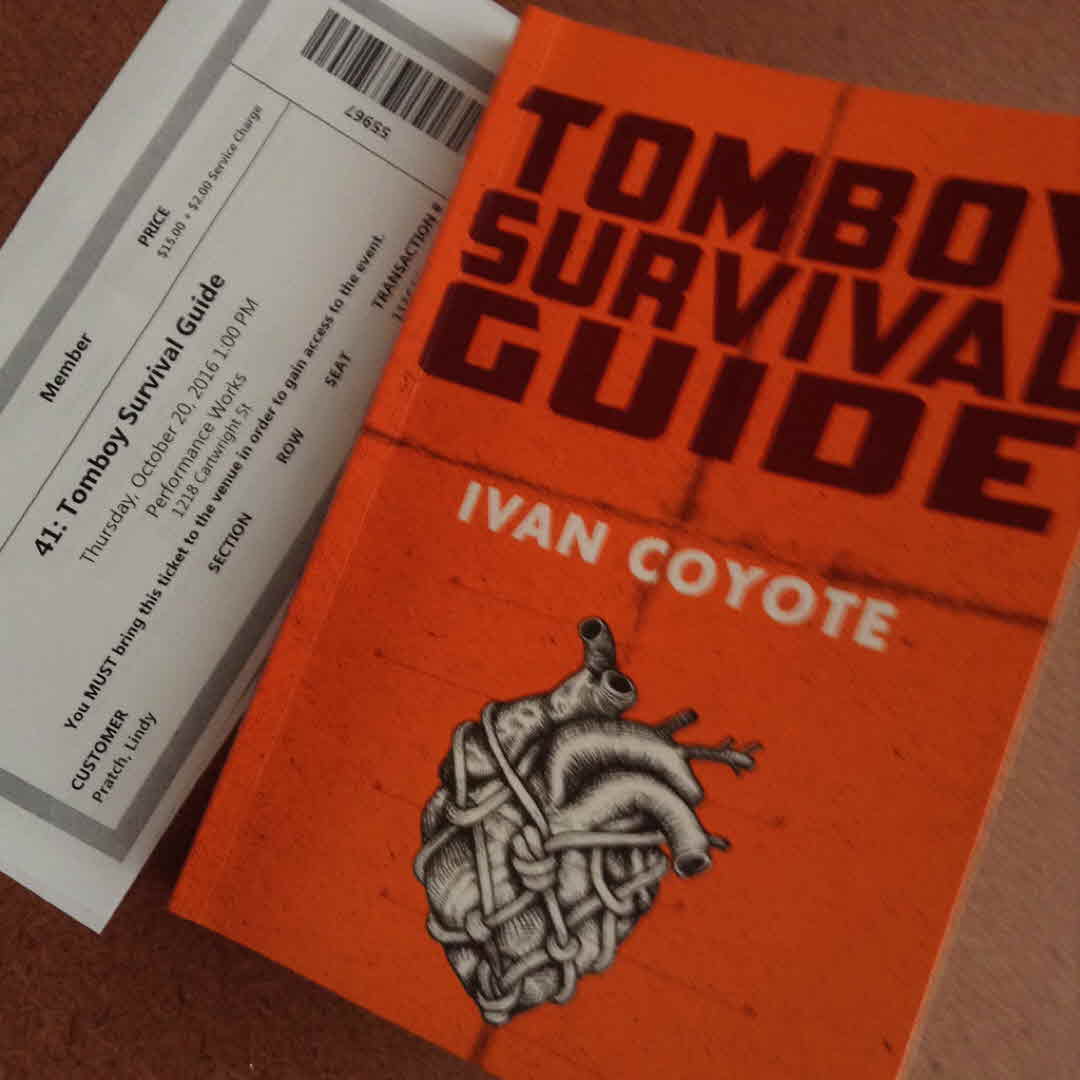 55967
Member
PRICE
$15.00 + $2.00 Service Charge
41: Tomboy Survival Guide
Thursday, October 20, 2016 1:00 PM
Performance Works
1218 Cartwright St
You MUST bring this ticket to the venue in order to gain access to the event.
SECTION
ROW
SEAT
TRANSACTION #
CUSTOMER
Pratch, Lindy
TOMBOY
SURVIVAL
GUIDE
IVAN COYOTE